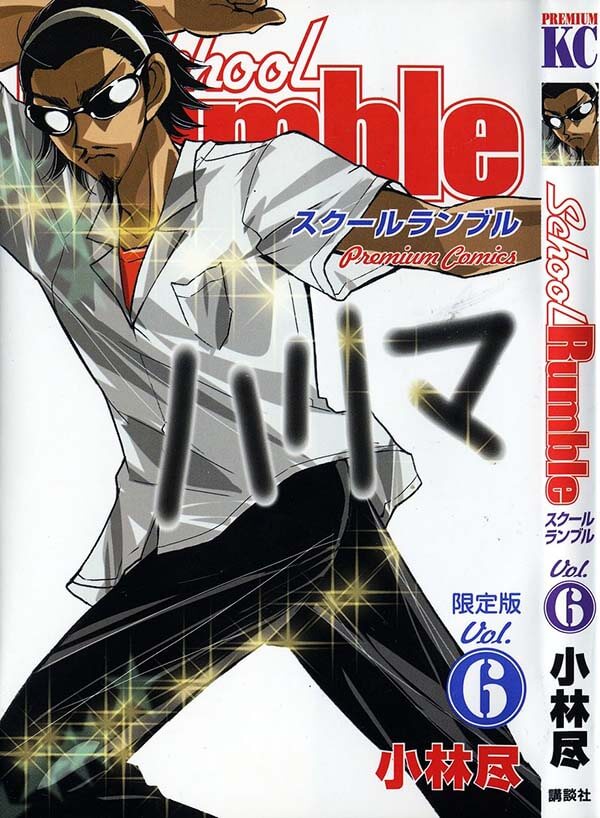 School
Rumble
スクールランブル
Premium Comics
ハリマ
限定版
Vol.
6
小林尽
PREMIUM
KC
School
Rumble
スクール
ランブル
Vol.
6
小林尽
講談社